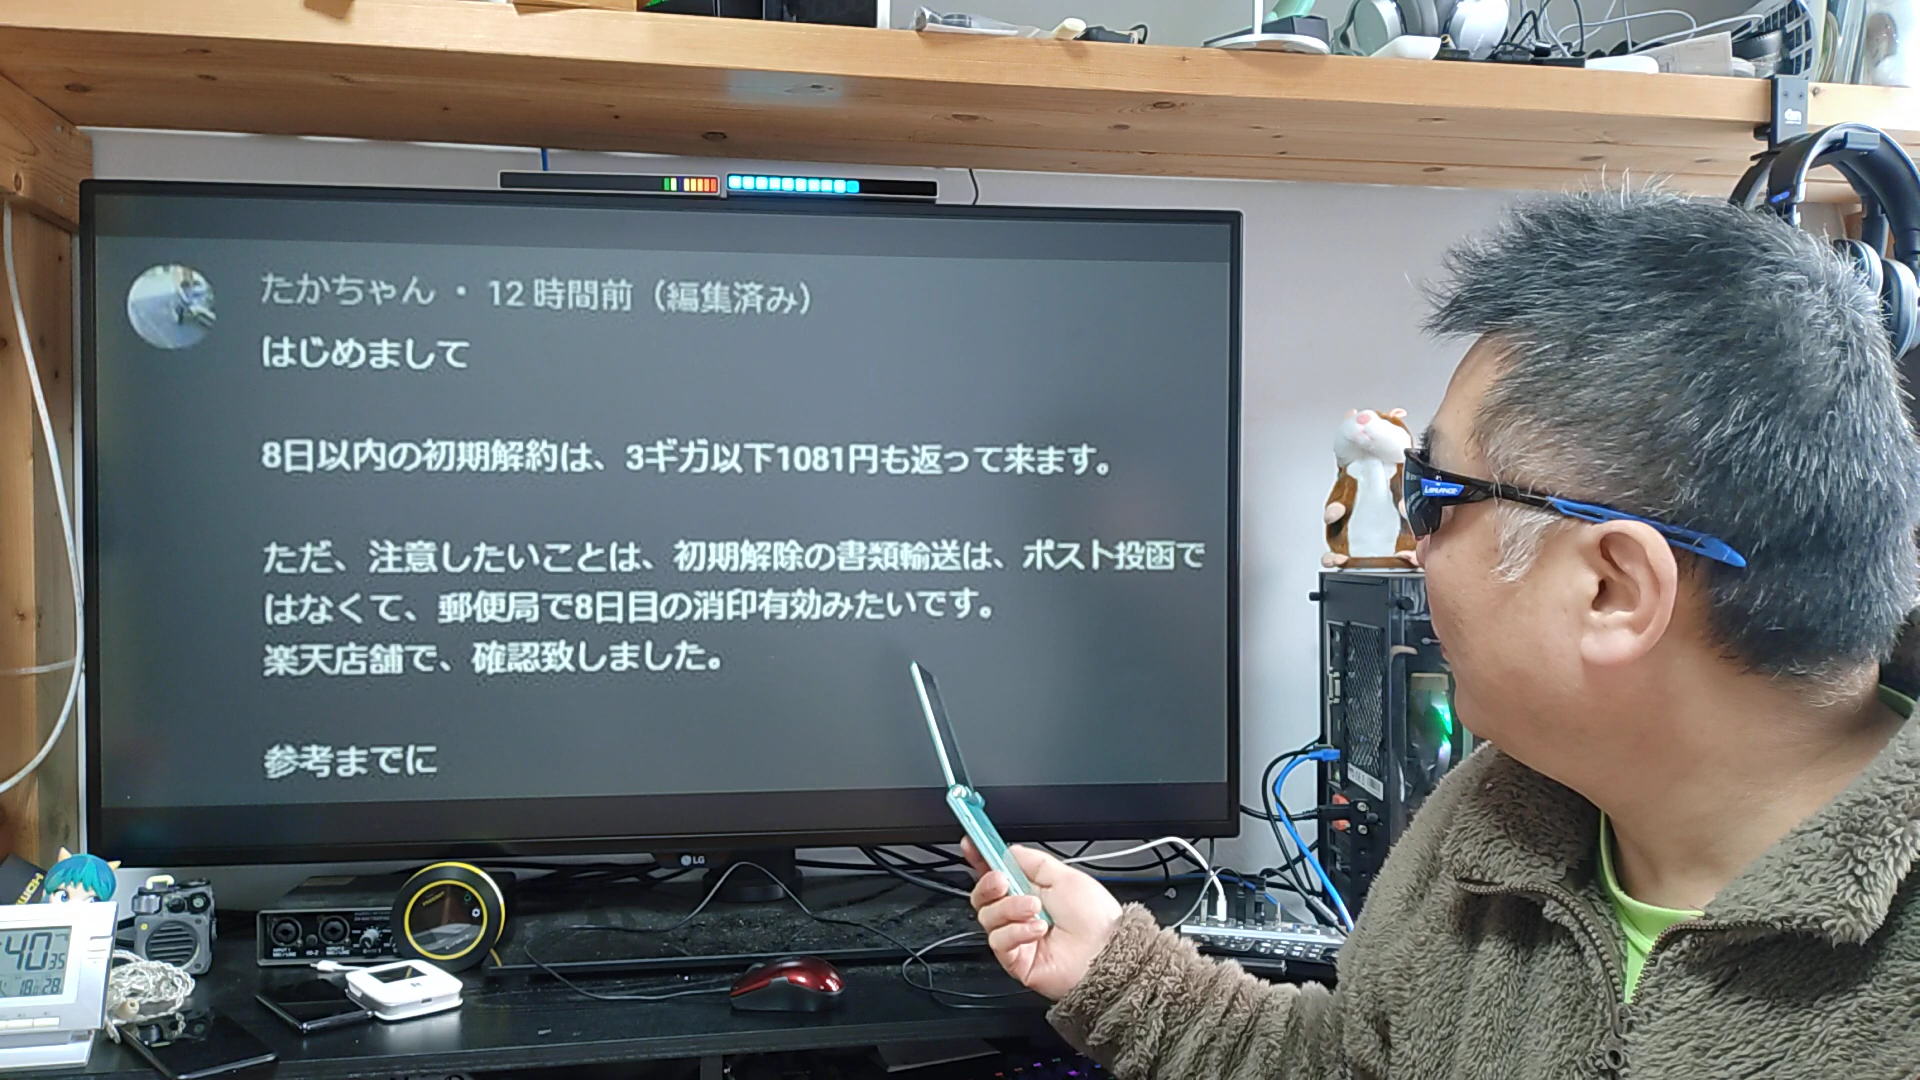 たかちゃん・12 時間前（編集済み）
はじめまして
8日以内の初期解約は、3ギガ以下1081円も返って来ます。
ただ、注意したいことは、初期解除の書類輸送は、ポスト投函で
はなくて、郵便局で8日目の消印有効みたいです。
楽天店舗で、確認致しました。
参考までに
LG
40 35